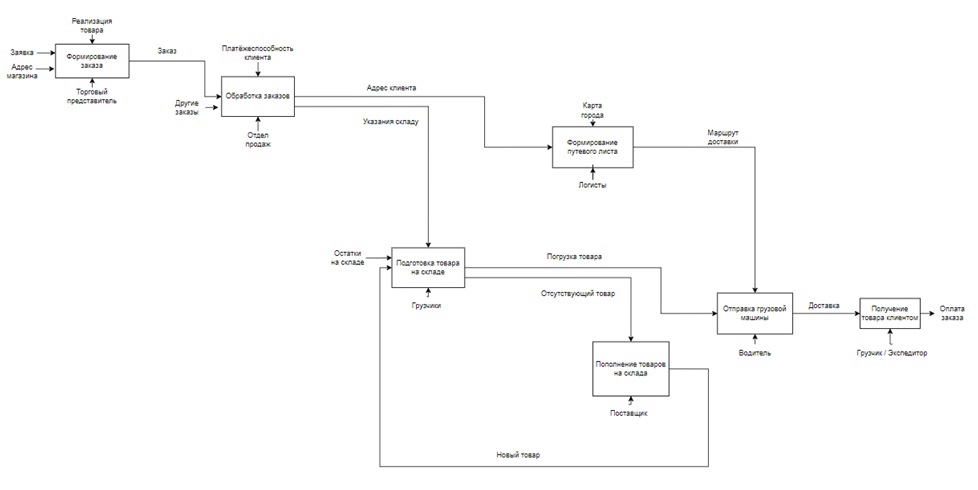 Реализация
товара
Заявка
Адрес
магазина
Формирование
заказа
Торговый
представитель
Заказ
Платёжеспособность
клиента
Обработка заказов
Другие
заказы
Отдел
продаж
Адрес клиента
Указания складу
Карта
города
Формирование
путевого листа
Логисты
Маршрут
доставки
Остатки
на складе
Подготовка товара
на складе
Грузчики
Погрузка товара
Отсутствующий товар
Отправка грузовой
машины
Водитель
Доставка
Получение
товара клиентом
Грузчик / Экспедитор
Оплата
заказа
Пополнение товаров
на склада
Поставщик
Новый товар